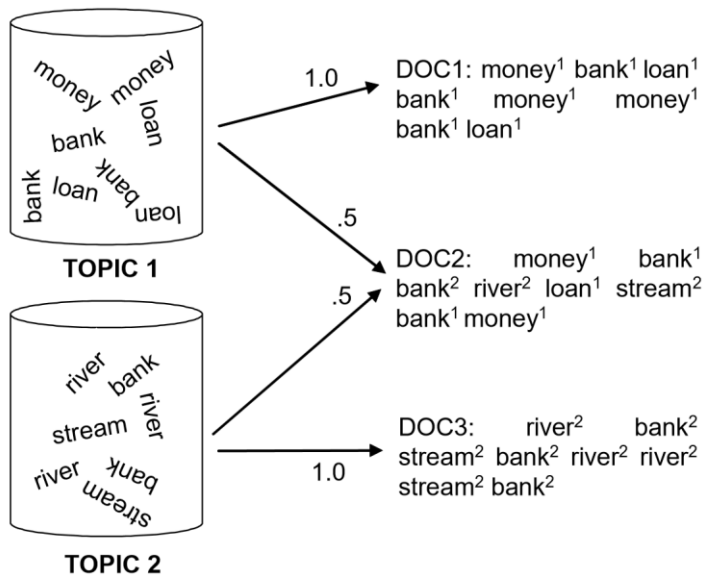 money money
loan
bank
bank
bank loan
loan
TOPIC 1
river bank
river
stream
river bank
stream
TOPIC 2
1.0
.5
.5
1.0
DOC1: money¹ bank¹ loan¹
bank¹ money¹ money¹
bank¹ loan¹
DOC2: money¹ bank¹
bank² river² loan¹ stream²
bank¹ money¹
DOC3: river² bank²
stream² bank² river² river²
stream² bank²